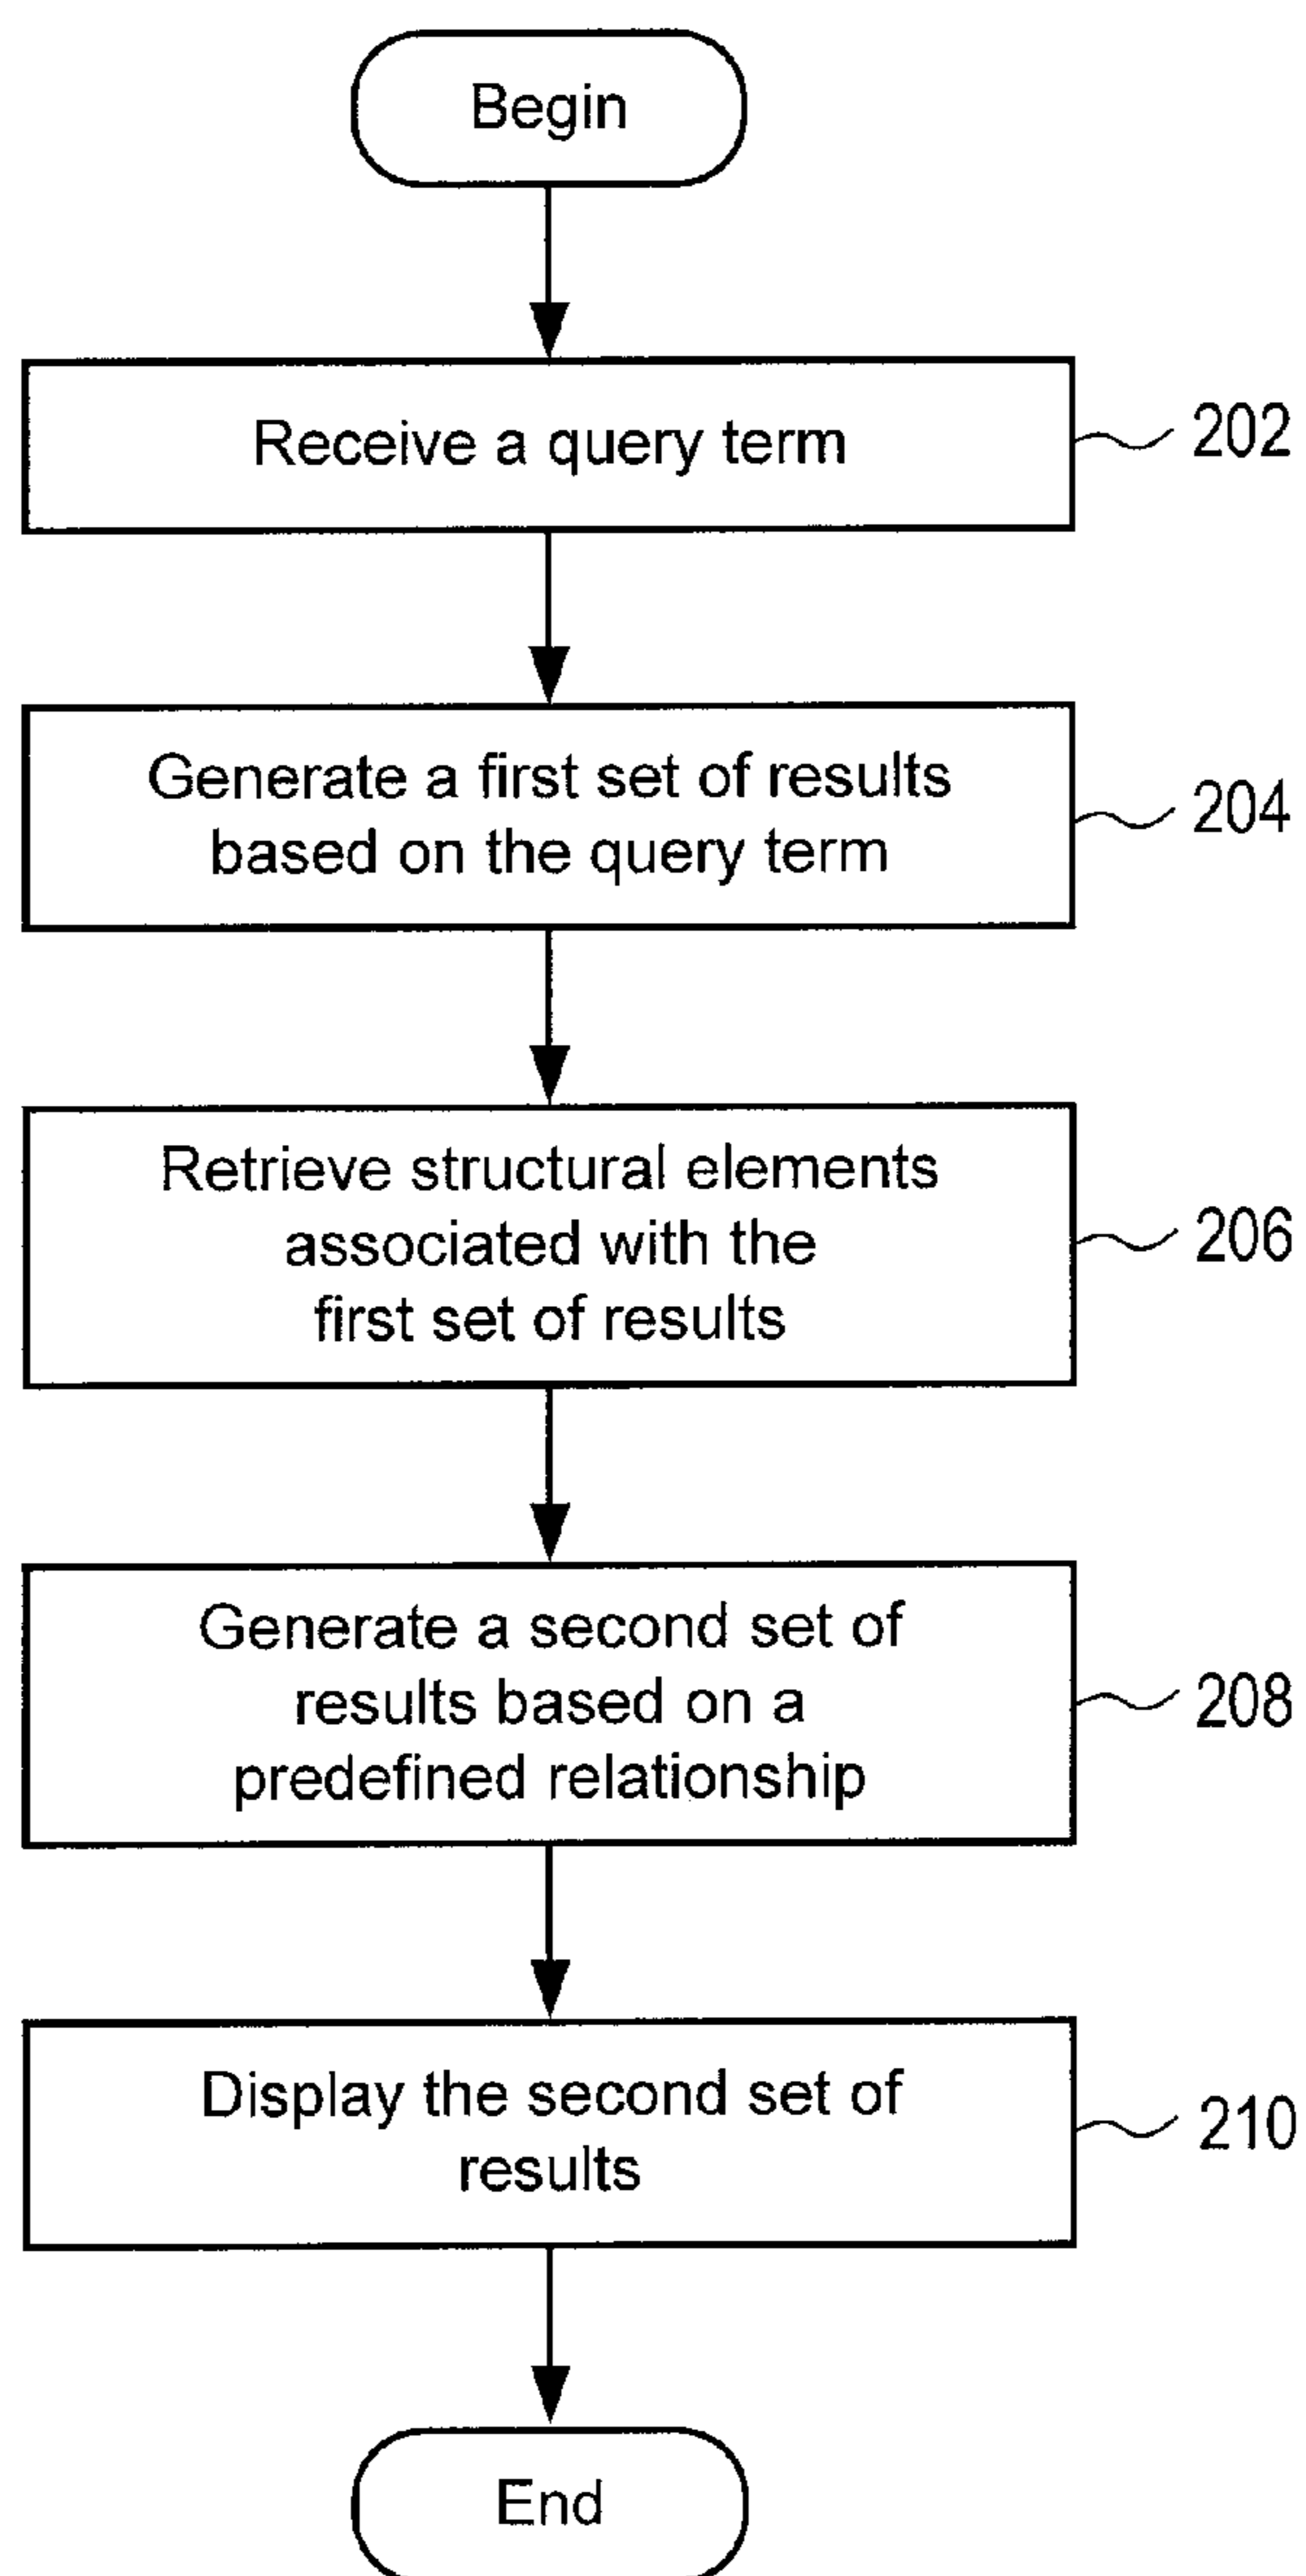 Begin
Receive a query term
202
Generate a first set of results
based on the query term
204
Retrieve structural elements
associated with the
first set of results
206
Generate a second set of
results based on a
predefined relationship
208
Display the second set of
results
210
End